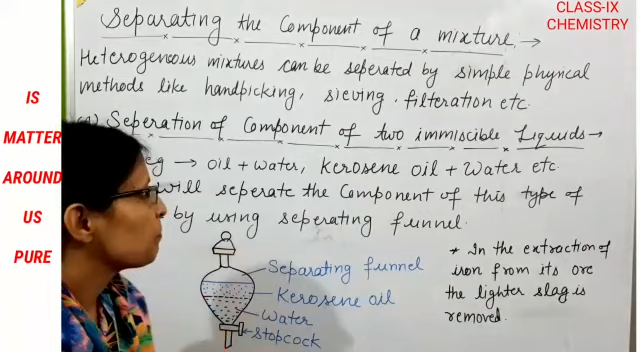 CLASS-IX
CHEMISTRY
IS
MATTER
AROUND
US
PURE
Separating the Component of a mixture:→
Heterogeneous mixtures can be seperated by simple phyrical
methods like handpicking, sieving. filteration etc.
Seperation of Component of two immiscible Liquids→
eg → oil + water, Kerosene oil + Water etc.
will seperate the Component of this type of
by using seperating funnel.
Separating funnel
Kerosene oil
Water
Stopcock
* In the extraction of
iron from its ore
the lighter slag is
removed.